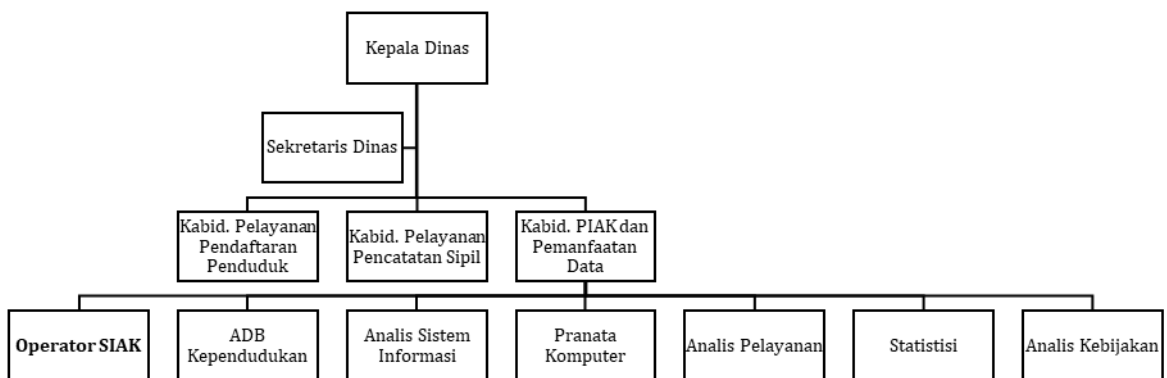 Kepala Dinas
Sekretaris Dinas
Kabid. Pelayanan
Pendaftaran
Penduduk
Kabid. Pelayanan
Pencatatan Sipil
Kabid. PIAK dan
Pemanfaatan
Data
Operator SIAK
ADB
Kependudukan
Analis Sistem
Informasi
Pranata
Komputer
Analis Pelayanan
Statistisi
Analis Kebijakan